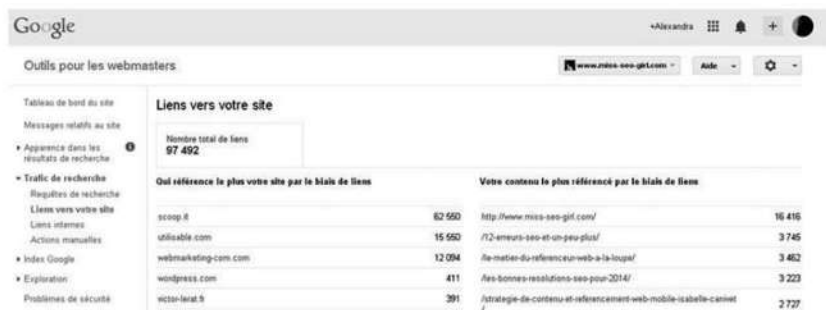 Google
+Alexandra
Outils pour les webmasters
www.miss-seo-girl.com
Aide
Tableau de bord du site
Messages relatifs au site
Apparence dans les résultats de recherche
Trafic de recherche
Requêtes de recherche
Liens vers votre site
Liens internes
Actions manuelles
Index Google
Exploration
Problèmes de sécurité
Liens vers votre site
Nombre total de liens
97 492
Qui référence le plus votre site par le biais de liens
scoop.it 62 550
utilisable.com 15 550
webmarketing-com.com 12 094
wordpress.com 411
victor-lerat.fr 391
Votre contenu le plus référencé par le biais de liens
http://www.miss-seo-girl.com/ 16 416
/12-erreurs-seo-et-un-peu-plus/ 3 745
/le-metier-du-referenceur-web-a-la-loupe/ 3 462
/les-bonnes-resolutions-seo-pour-2014/ 3 223
/strategie-de-contenu-et-referencement-web-mobile-isabelle-canivet
/ 2 727